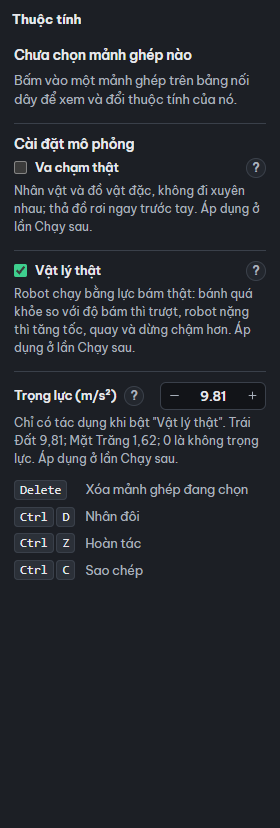 Thuộc tính
Chưa chọn mảnh ghép nào
Bấm vào một mảnh ghép trên bảng nối
dây để xem và đổi thuộc tính của nó.
Cài đặt mô phỏng
Va chạm thật ?
Nhân vật và đồ vật đặc, không đi xuyên
nhau; thả đồ rơi ngay trước tay. Áp dụng ở
lần Chạy sau.
Vật lý thật ?
Robot chạy bằng lực bám thật: bánh quá
khỏe so với độ bám thì trượt, robot nặng
thì tăng tốc, quay và dừng chậm hơn. Áp
dụng ở lần Chạy sau.
Trọng lực (m/s²) ? − 9.81 +
Chỉ có tác dụng khi bật "Vật lý thật". Trái
Đất 9,81; Mặt Trăng 1,62; 0 là không trọng
lực. Áp dụng ở lần Chạy sau.
Delete Xóa mảnh ghép đang chọn
Ctrl D Nhân đôi
Ctrl Z Hoàn tác
Ctrl C Sao chép